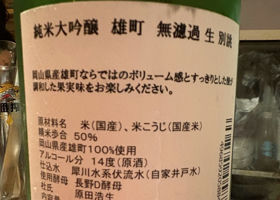 純米大吟醸 雄町 無濾過 生 別誂
岡山県産雄町ならではのボリューム感とすっきりとした酸が
調和した果実味をお楽しみください。
原材料名 米(国産)、米こうじ(国産米)
精米歩合 50%
岡山県産雄町100%使用
アルコール分 14度(原酒)
仕込水 犀川水系伏流水(自家井戸水)
使用酵母 長野D酵母
杜氏 原田浩生